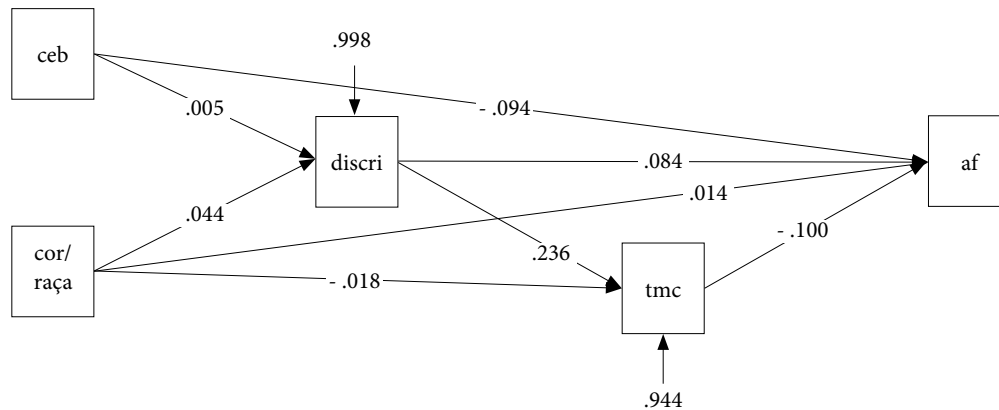 ceb
.998
.005
- .094
discri
.084
af
.014
.044
- .100
cor/
raça
.236
- .018
tmc
.944